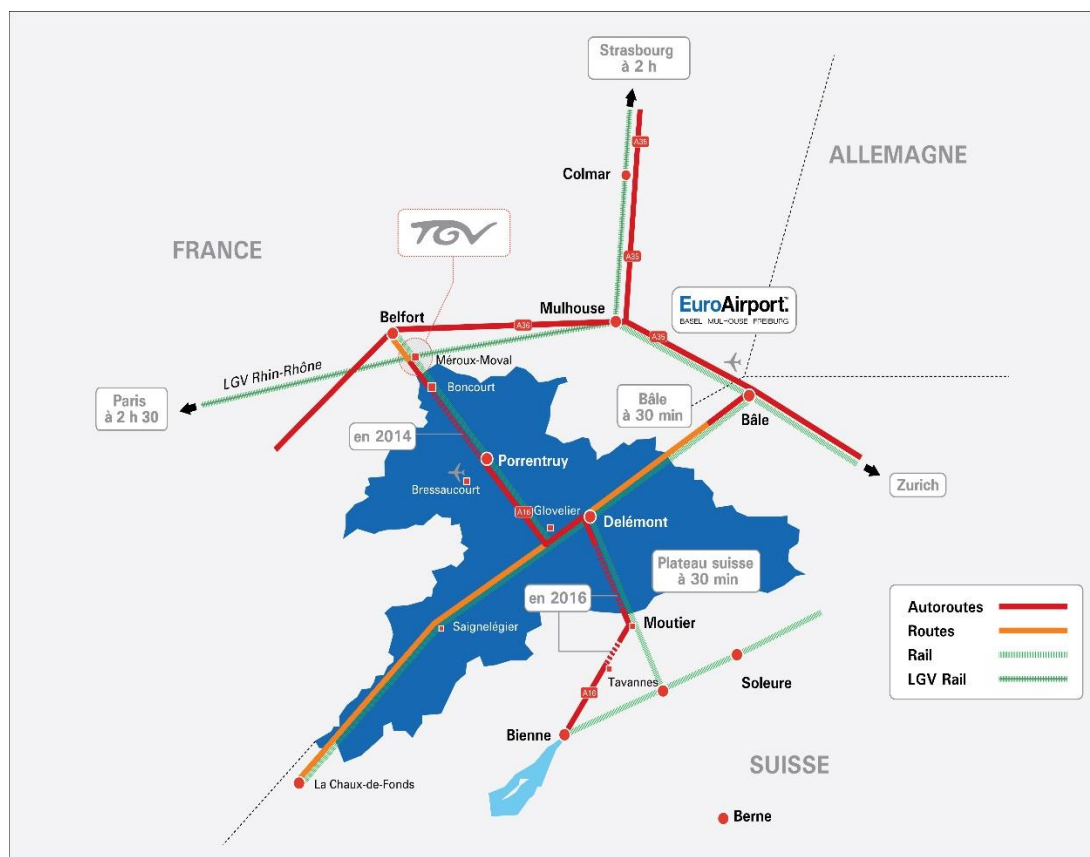 Strasbourg
à 2 h
A35
ALLEMAGNE
Colmar
TGV
FRANCE
A35
EuroAirport.
BASEL MULHOUSE FREIBURG
Mulhouse
Belfort
A36
A35
Méroux-Moval
LGV Rhin-Rhône
Boncourt
Paris
à 2 h 30
Bâle
à 30 min
Bâle
en 2014
Porrentruy
Zurich
Bressaucourt
Glovelier
A16
Delémont
Plateau suisse
à 30 min
en 2016
Autoroutes
Routes
Rail
LGV Rail
Saignelégier
Moutier
Tavannes
Soleure
A16
Bienne
SUISSE
La Chaux-de-Fonds
Berne